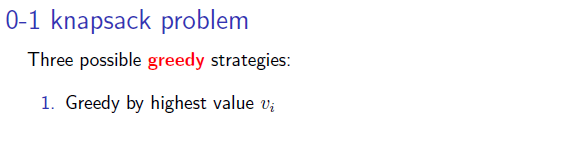 0-1 knapsack problem
Three possible greedy strategies:
1. Greedy by highest value vᵢ